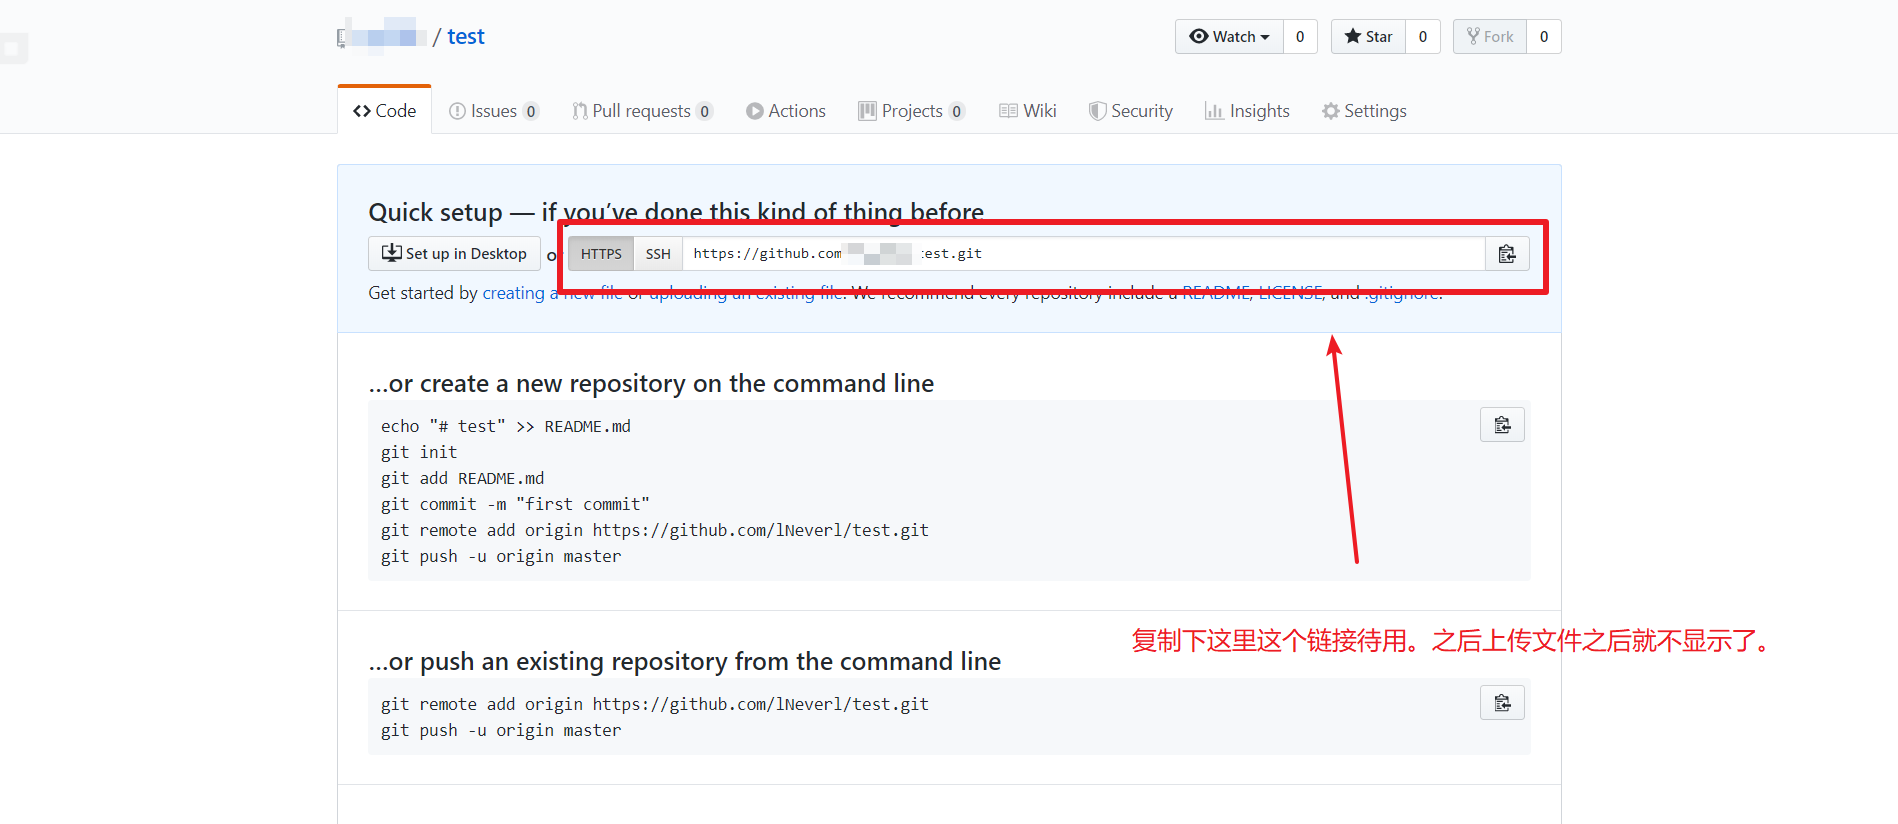 / test
Watch 0 Star 0 Fork 0
Code Issues 0 Pull requests 0 Actions Projects 0 Wiki Security Insights Settings
Quick setup — if you’ve done this kind of thing before
Set up in Desktop or HTTPS SSH https://github.com test.git
Get started by creating a new file or uploading an existing file. We recommend every repository include a README, LICENSE, and .gitignore.
...or create a new repository on the command line
echo "# test" >> README.md
git init
git add README.md
git commit -m "first commit"
git remote add origin https://github.com/lNeverl/test.git
git push -u origin master
复制下这里这个链接待用。之后上传文件之后就不显示了。
...or push an existing repository from the command line
git remote add origin https://github.com/lNeverl/test.git
git push -u origin master